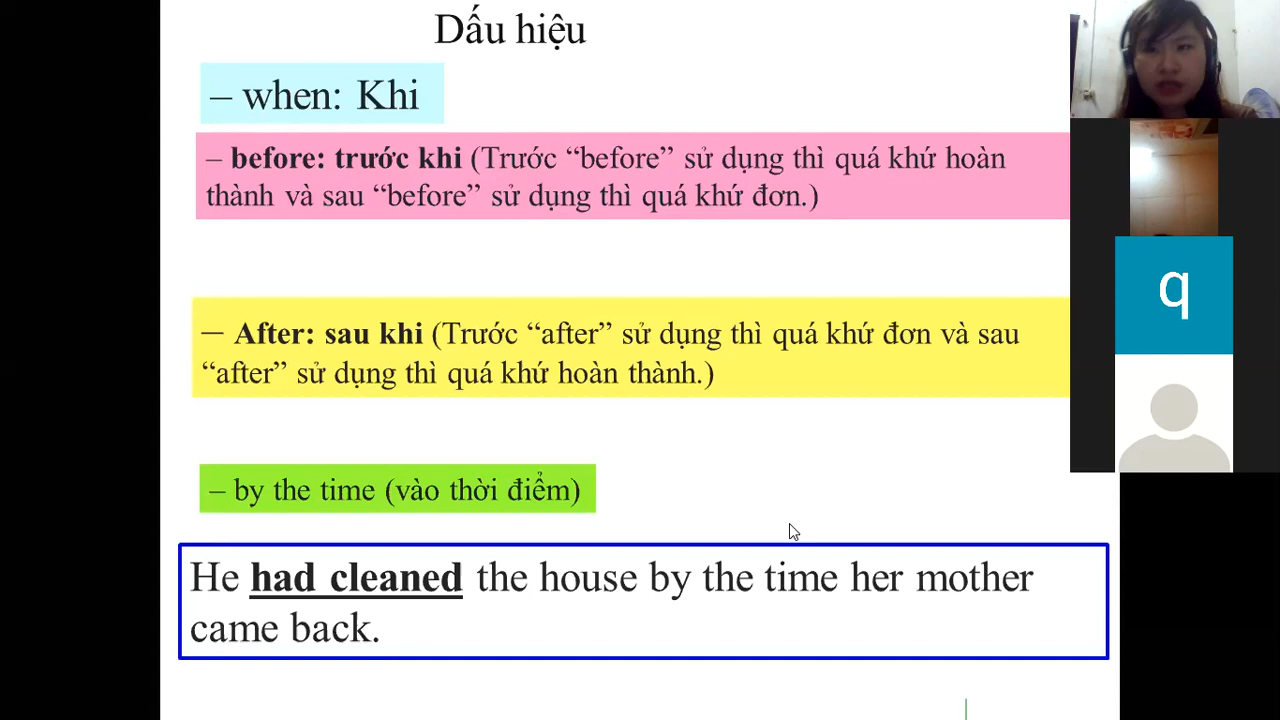 Dấu hiệu
– when: Khi
– before: trước khi (Trước “before” sử dụng thì quá khứ hoàn
thành và sau “before” sử dụng thì quá khứ đơn.)
– After: sau khi (Trước “after” sử dụng thì quá khứ đơn và sau
“after” sử dụng thì quá khứ hoàn thành.)
– by the time (vào thời điểm)
He had cleaned the house by the time her mother
came back.
q